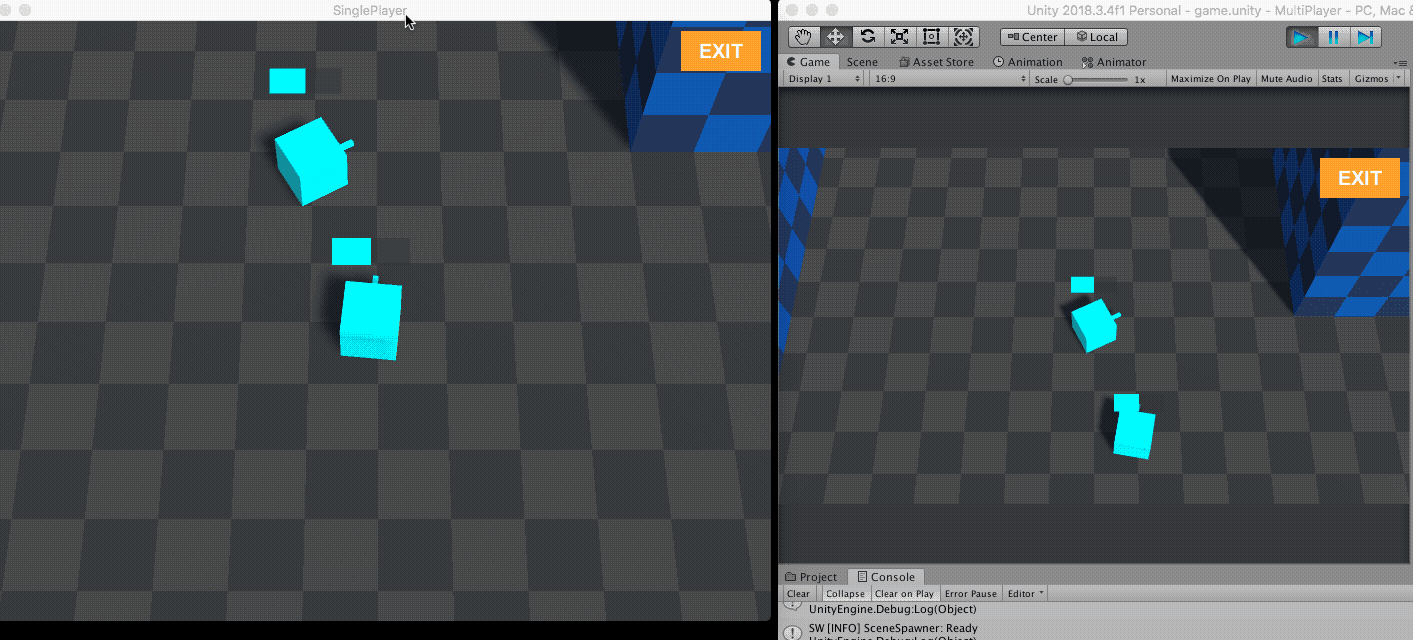 SinglePlayer
EXIT
Unity 2018.3.4f1 Personal - game.unity - MultiPlayer - PC, Mac &
Center Local
Game Scene Asset Store Animation Animator
Display 1 16:9 Scale 1x Maximize On Play Mute Audio Stats Gizmos
EXIT
Project Console
Clear Collapse Clear on Play Error Pause Editor
UnityEngine.Debug:Log(Object)
SW [INFO] SceneSpawner: Ready